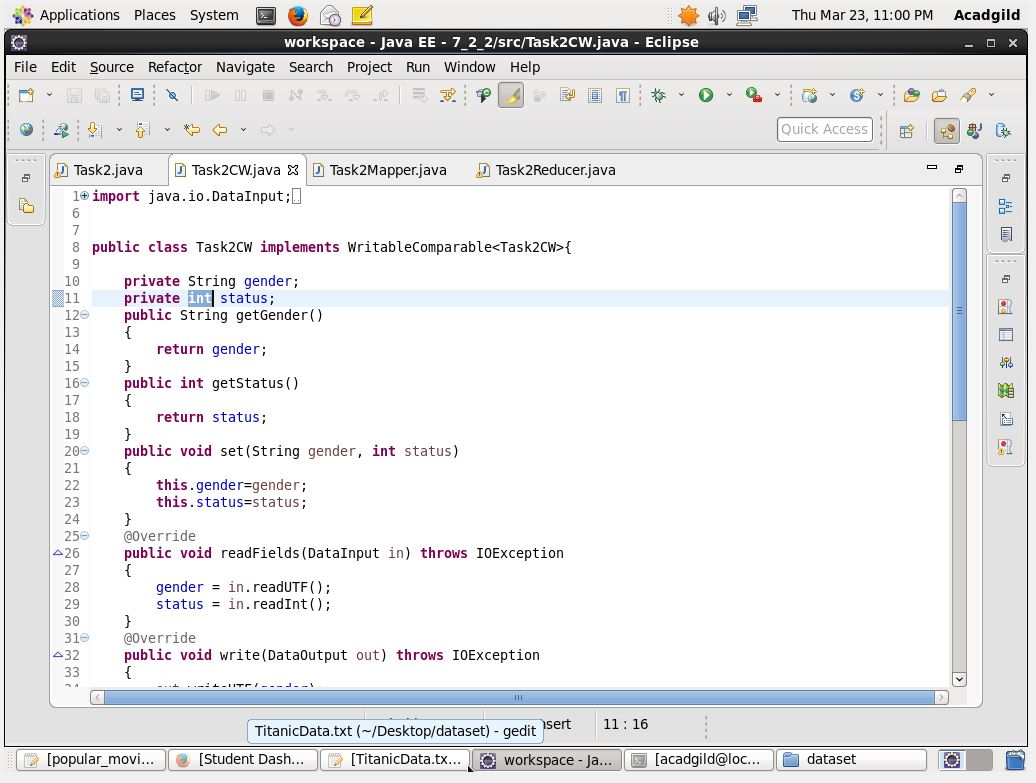 Applications Places System Thu Mar 23, 11:00 PM Acadgild
workspace - Java EE - 7_2_2/src/Task2CW.java - Eclipse
File Edit Source Refactor Navigate Search Project Run Window Help
Quick Access
Task2.java Task2CW.java Task2Mapper.java Task2Reducer.java
1 import java.io.DataInput;
6
7
8 public class Task2CW implements WritableComparable<Task2CW>{
9
10 private String gender;
11 private int status;
12 public String getGender()
13 {
14 return gender;
15 }
16 public int getStatus()
17 {
18 return status;
19 }
20 public void set(String gender, int status)
21 {
22 this.gender=gender;
23 this.status=status;
24 }
25 @Override
26 public void readFields(DataInput in) throws IOException
27 {
28 gender = in.readUTF();
29 status = in.readInt();
30 }
31 @Override
32 public void write(DataOutput out) throws IOException
33 {
11 : 16
TitanicData.txt (~/Desktop/dataset) - gedit
[popular_movi... [Student Dash... [TitanicData.tx... workspace - Ja... [acadgild@loc... dataset